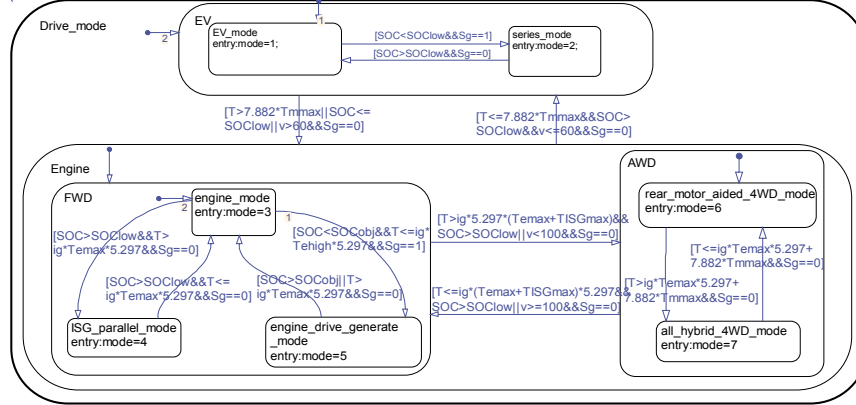 Drive_mode
2
EV
1
EV_mode
entry:mode=1;
[SOC<SOClow&&Sg==1]
[SOC>SOClow&&Sg==0]
series_mode
entry:mode=2;
[T>7.882*Tmmax||SOC<=
SOClow||v>60&&Sg==0]
[T<=7.882*Tmmax&&SOC>
SOClow&&v<=60&&Sg==0]
Engine
FWD
engine_mode
entry:mode=3
2
1
[SOC>SOClow&&T>
ig*Temax*5.297&&Sg==0]
[SOC<SOCobj&&T<=ig*
Tehigh*5.297&&Sg==1]
[SOC>SOClow&&T<=
ig*Temax*5.297&&Sg==0]
[SOC>SOCobj||T>
ig*Temax*5.297&&Sg==0]
ISG_parallel_mode
entry:mode=4
engine_drive_generate
_mode
entry:mode=5
[T>ig*5.297*(Temax+TISGmax)&&
SOC>SOClow||v<100&&Sg==0]
[T<=ig*(Temax+TISGmax)*5.297&&
SOC>SOClow||v>=100&&Sg==0]
AWD
rear_motor_aided_4WD_mode
entry:mode=6
[T<=ig*Temax*5.297+
7.882*Tmmax&&Sg==0]
[T>ig*Temax*5.297+
7.882*Tmmax&&Sg==0]
all_hybrid_4WD_mode
entry:mode=7